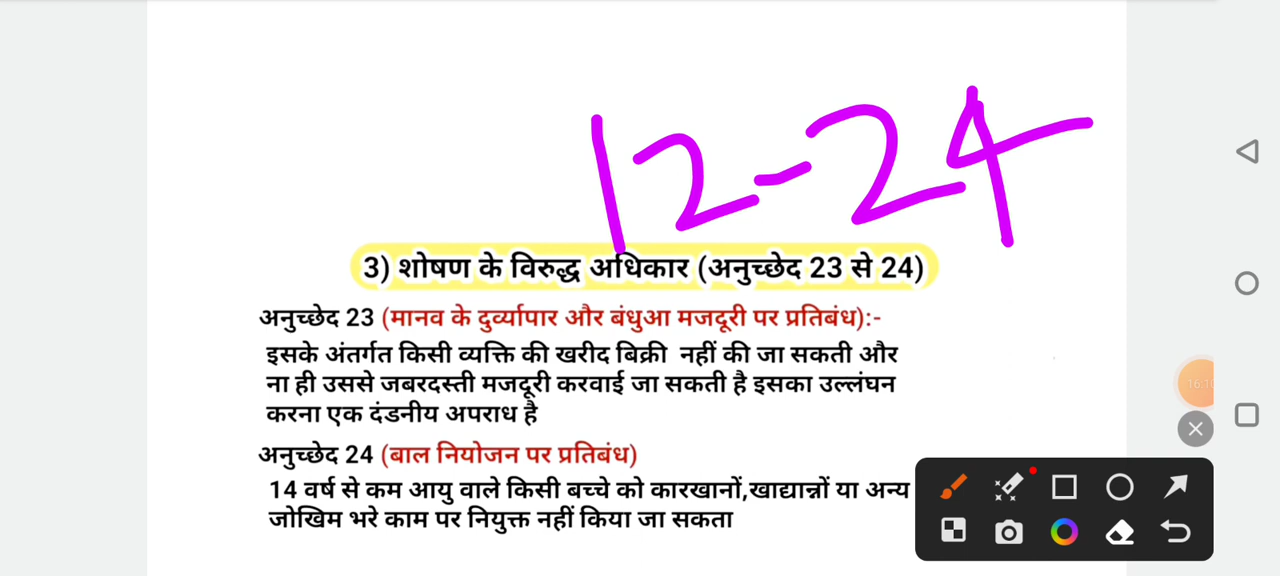 12-24
3) शोषण के विरुद्ध अधिकार (अनुच्छेद 23 से 24)
अनुच्छेद 23 (मानव के दुर्व्यापार और बंधुआ मजदूरी पर प्रतिबंध):-
इसके अंतर्गत किसी व्यक्ति की खरीद बिक्री नहीं की जा सकती और
ना ही उससे जबरदस्ती मजदूरी करवाई जा सकती है इसका उल्लंघन
करना एक दंडनीय अपराध है
16:10
अनुच्छेद 24 (बाल नियोजन पर प्रतिबंध)
14 वर्ष से कम आयु वाले किसी बच्चे को कारखानों,खाद्यान्नों या अन्य
जोखिम भरे काम पर नियुक्त नहीं किया जा सकता